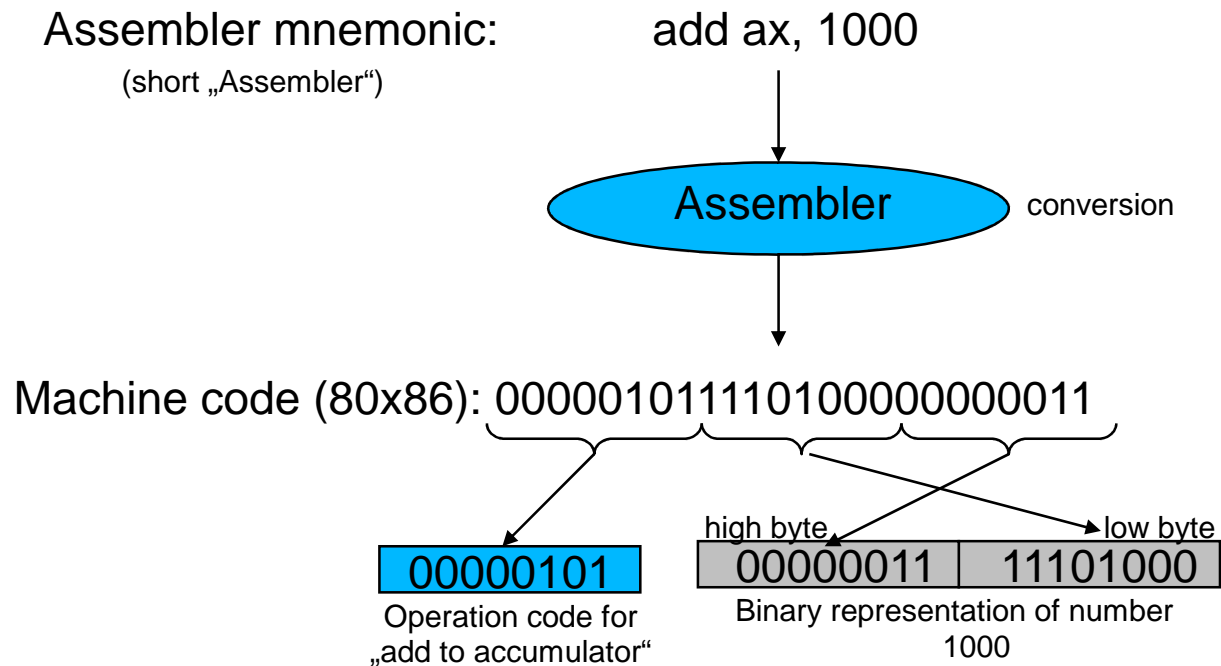 Assembler mnemonic: add ax, 1000
(short „Assembler“)
Assembler conversion
Machine code (80x86): 000001011110100000000011
high byte low byte
00000101 00000011 11101000
Operation code for
„add to accumulator“
Binary representation of number
1000